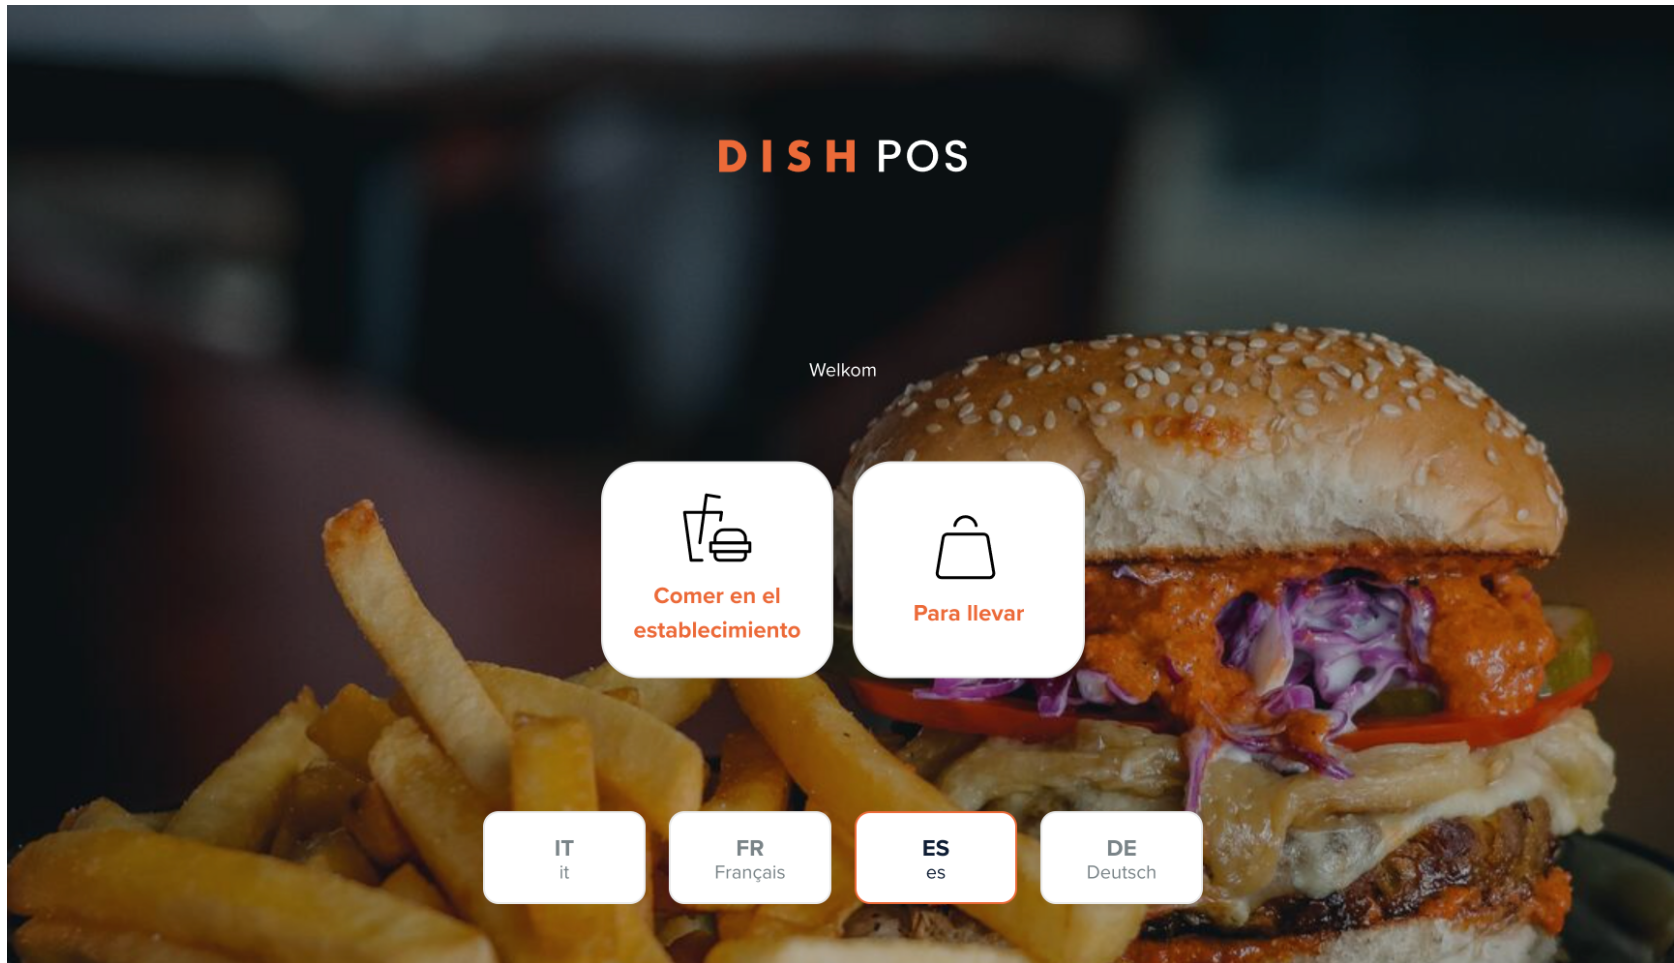 DISH POS
Welkom
Comer en el
establecimiento
Para llevar
IT
it
FR
Français
ES
es
DE
Deutsch